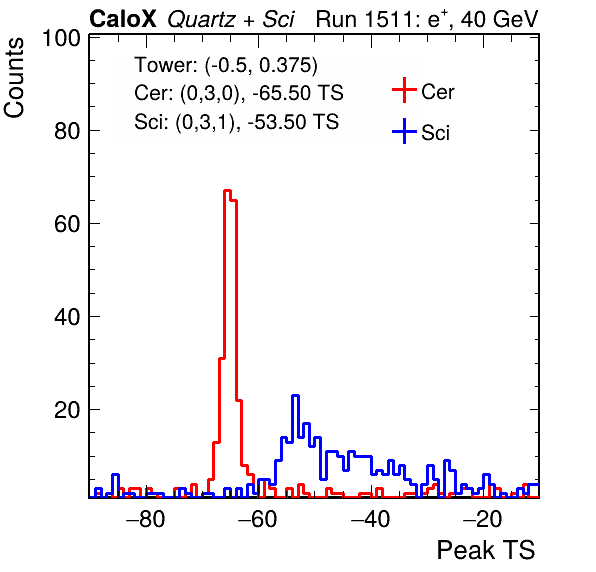 CaloX Quartz + Sci Run 1511: e⁺, 40 GeV
Counts
100
80
60
40
20
Tower: (-0.5, 0.375)
Cer: (0,3,0), -65.50 TS
Sci: (0,3,1), -53.50 TS
Cer
Sci
−80 −60 −40 −20
Peak TS